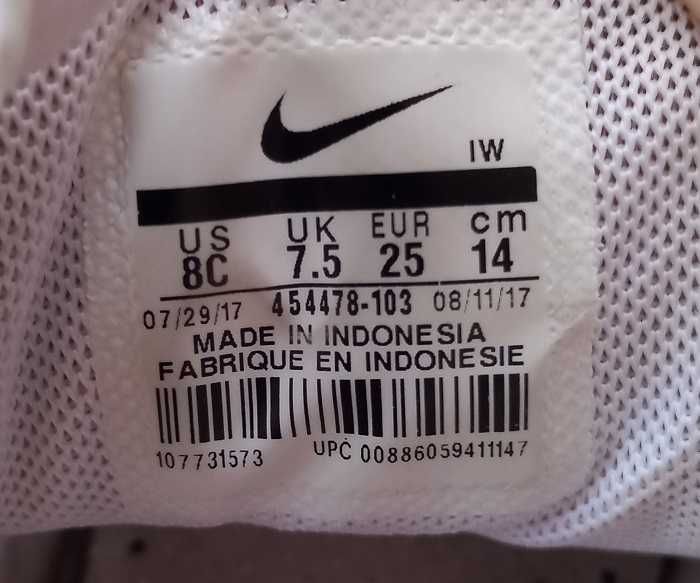 IW
US UK EUR cm
8C 7.5 25 14
07/29/17 454478-103 08/11/17
MADE IN INDONESIA
FABRIQUE EN INDONESIE
107731573 UPC 00886059411147